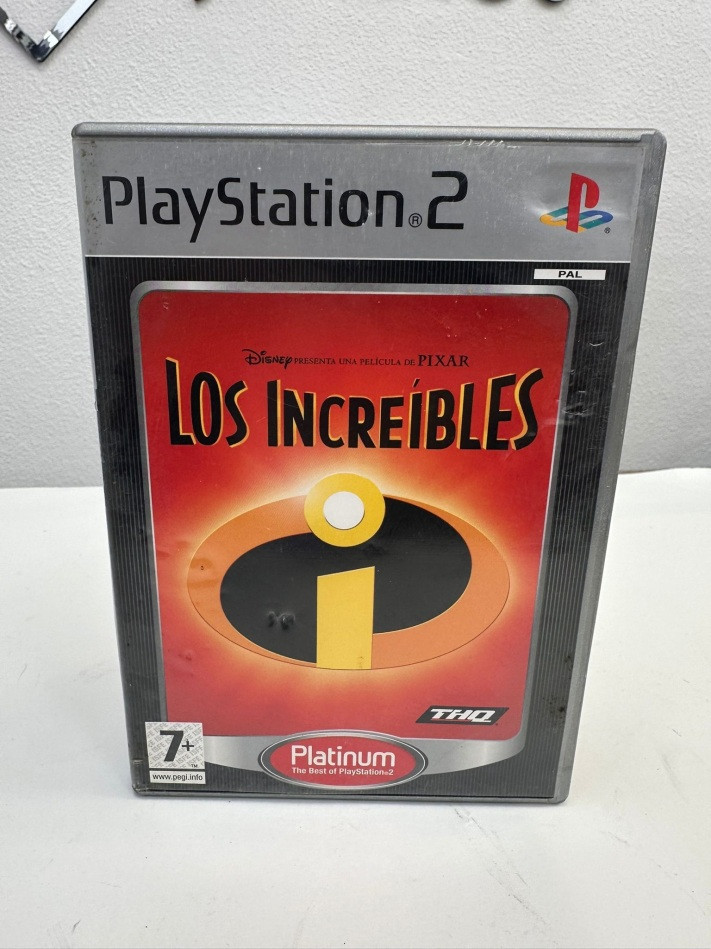 PlayStation®2
PAL
Disney PRESENTA UNA PELÍCULA DE PIXAR
LOS INCREÍBLES
THQ
7+
TM
www.pegi.info
Platinum
The Best of PlayStation®2